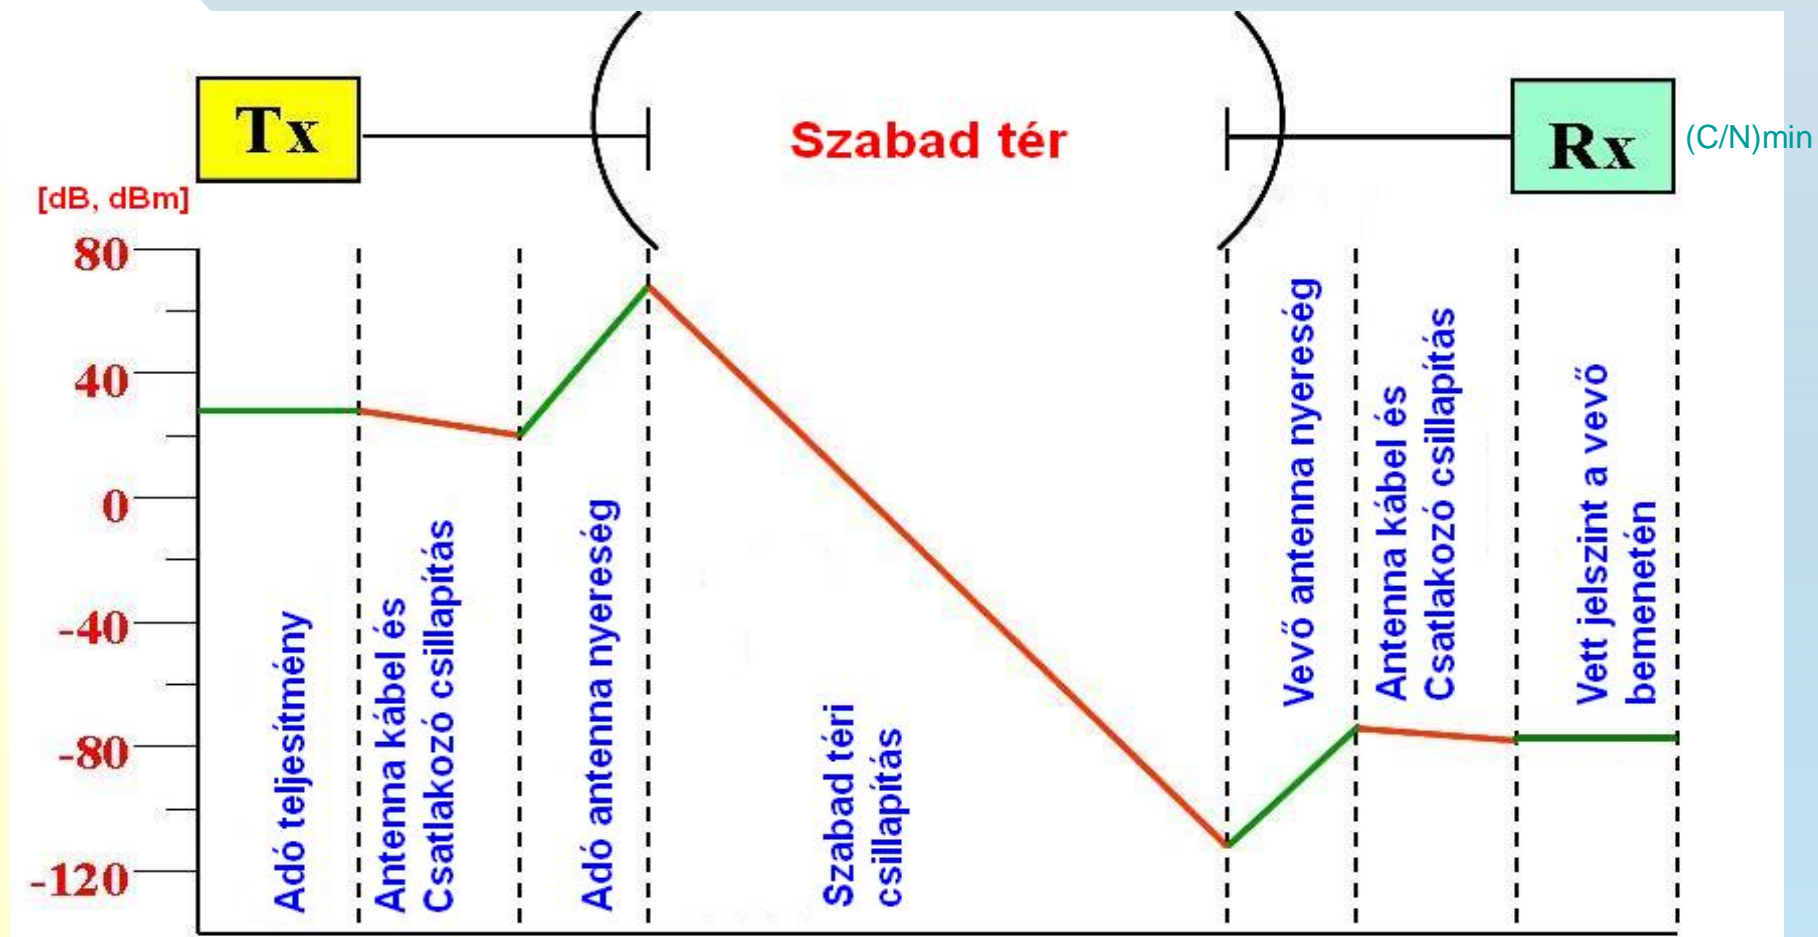 Tx
Szabad tér
Rx
(C/N)min
[dB, dBm]
80
40
0
-40
-80
-120
Adó teljesítmény
Antenna kábel és
Csatlakozó csillapítás
Adó antenna nyereség
Szabad téri
csillapítás
Vevő antenna nyereség
Antenna kábel és
Csatlakozó csillapítás
Vett jelszint a vevő
bemenetén